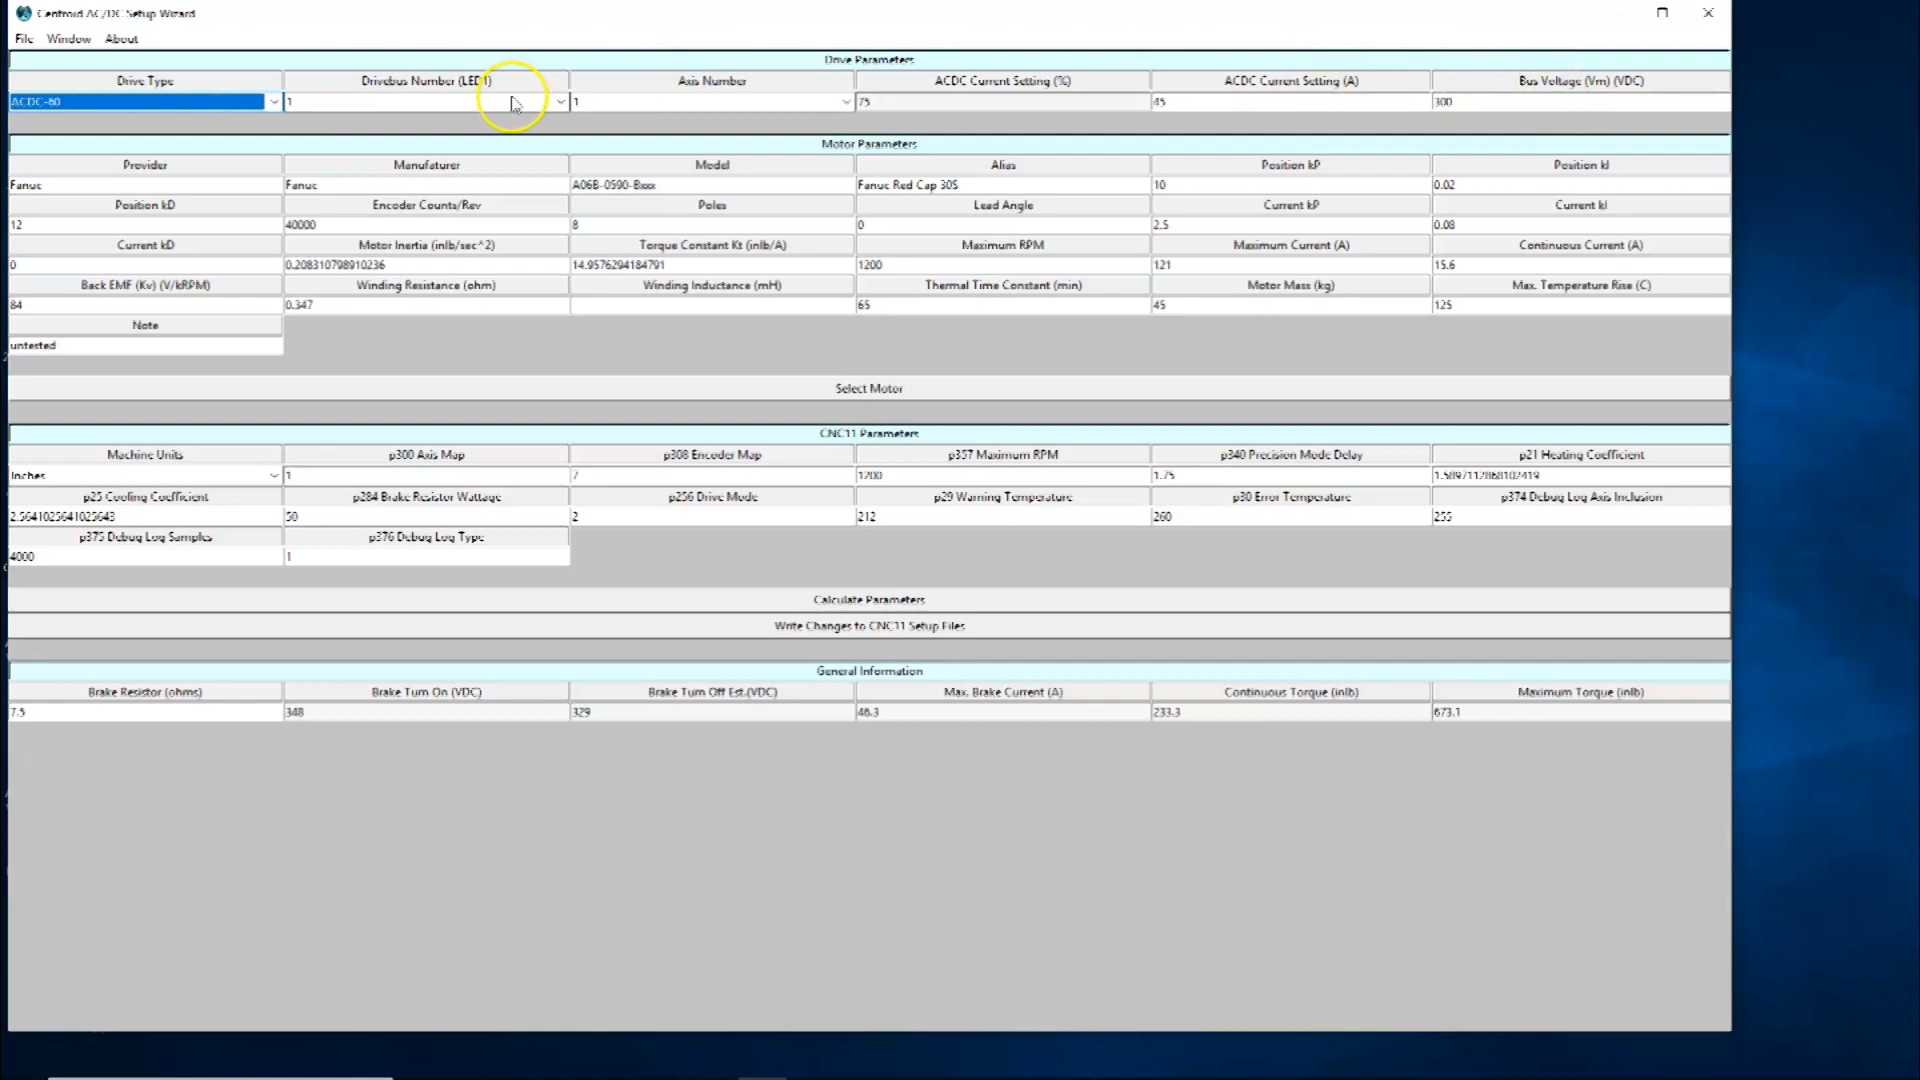 Centroid AC/DC Setup Wizard
File Window About
Drive Parameters
Drive Type Drivebus Number (LED1) Axis Number ACDC Current Setting (%) ACDC Current Setting (A) Bus Voltage (Vm) (VDC)
ACDC-60 1 1 75 45 300
Motor Parameters
Provider Manufaturer Model Alias Position kP Position kI
Fanuc Fanuc A06B-0590-Bxxx Fanuc Red Cap 30S 10 0.02
Position kD Encoder Counts/Rev Poles Lead Angle Current kP Current kI
12 40000 8 0 2.5 0.08
Current kD Motor Inertia (inlb/sec^2) Torque Constant Kt (inlb/A) Maximum RPM Maximum Current (A) Continuous Current (A)
0 0.208310798910236 14.9576294184791 1200 121 15.6
Back EMF (Kv) (V/kRPM) Winding Resistance (ohm) Winding Inductance (mH) Thermal Time Constant (min) Motor Mass (kg) Max. Temperature Rise (C)
84 0.347 65 45 125
Note
untested
Select Motor
CNC11 Parameters
Machine Units p300 Axis Map p308 Encoder Map p357 Maximum RPM p340 Precision Mode Delay p21 Heating Coefficient
Inches 1 7 1200 1.75 1.5897112868102419
p25 Cooling Coefficient p284 Brake Resistor Wattage p256 Drive Mode p29 Warning Temperature p30 Error Temperature p374 Debug Log Axis Inclusion
2.5641025641025643 50 2 212 260 255
p375 Debug Log Samples p376 Debug Log Type
4000 1
Calculate Parameters
Write Changes to CNC11 Setup Files
General Information
Brake Resistor (ohms) Brake Turn On (VDC) Brake Turn Off Est.(VDC) Max. Brake Current (A) Continuous Torque (inlb) Maximum Torque (inlb)
7.5 348 329 46.3 233.3 673.1